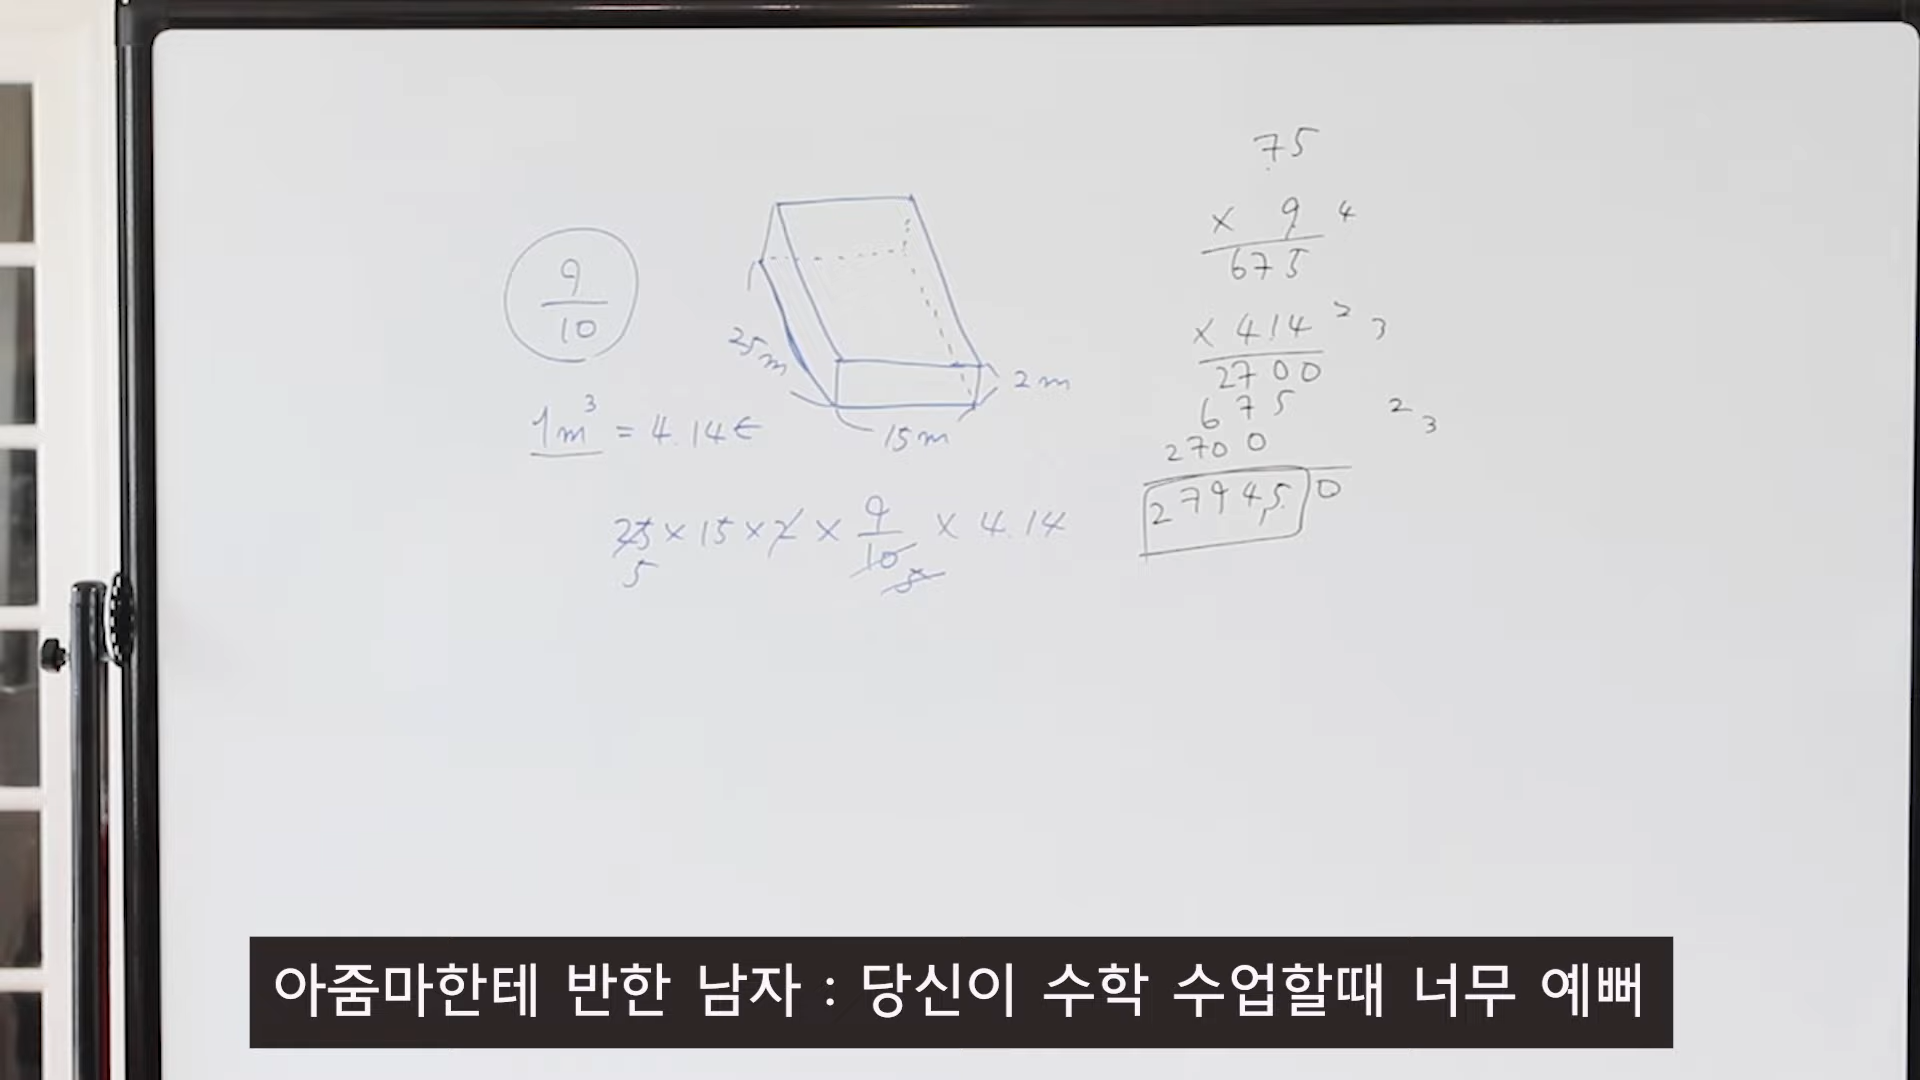 9
10
25m
2m
15m
1m³ = 4.14€
25 × 15 × 2 × 9/10 × 4.14
5
5
75
× 9 4
675
× 414 2 3
2700
675 2 3
2700
27945,0
아줌마한테 반한 남자 : 당신이 수학 수업할때 너무 예뻐